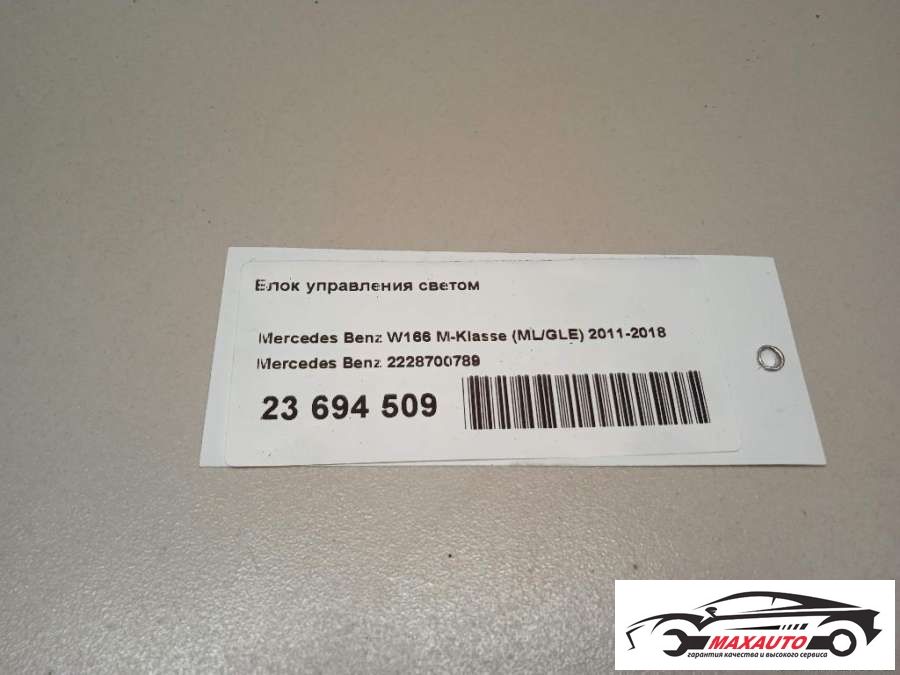 Блок управления светом
Mercedes Benz W166 M-Klasse (ML/GLE) 2011-2018
Mercedes Benz 2228700789
23 694 509
MAXAUTO
гарантия качества и высокого сервиса